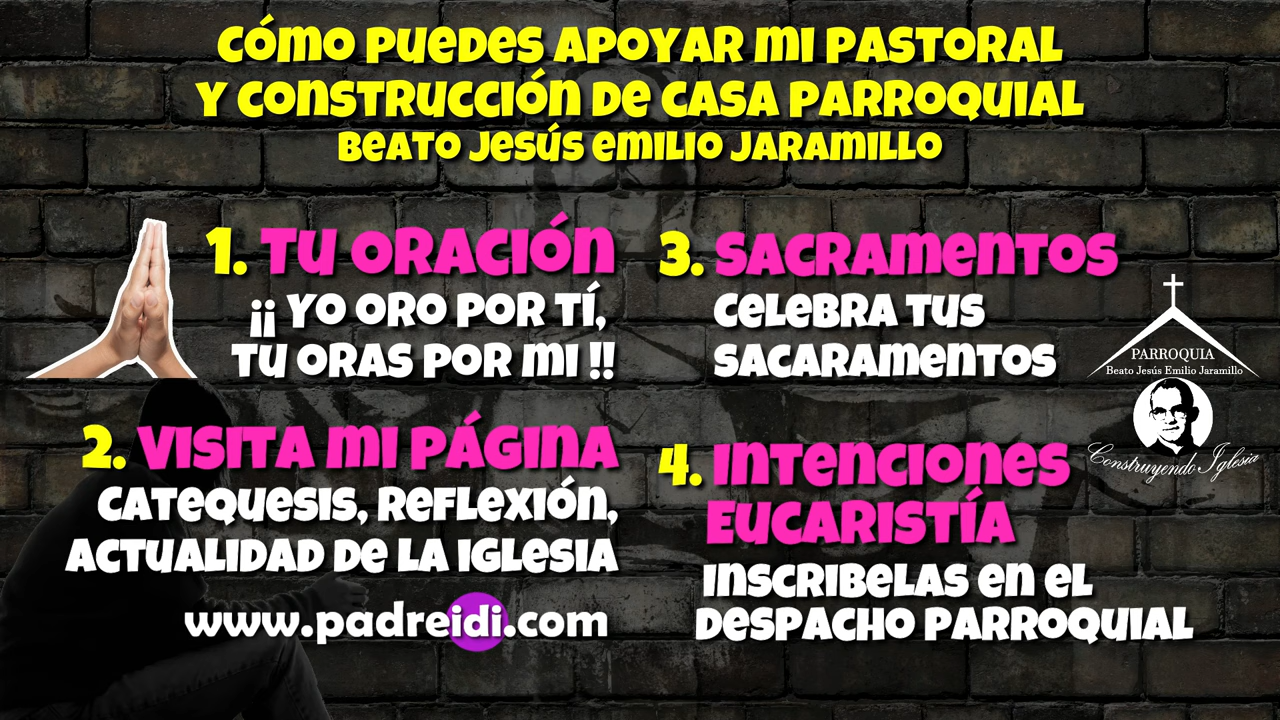 CÓMO PUEDES APOYAR MI PASTORAL
Y CONSTRUCCIÓN DE CASA PARROQUIAL
BEATO JESÚS EMILIO JARAMILLO
1. TU ORACIÓN
¡¡ YO ORO POR TÍ,
TU ORAS POR MI !!
2. VISITA MI PÁGINA
CATEQUESIS, REFLEXIÓN,
ACTUALIDAD DE LA IGLESIA
www.padreidi.com
3. SACRAMENTOS
CELEBRA TUS
SACARAMENTOS
4. INTENCIONES
EUCARISTÍA
INSCRIBELAS EN EL
DESPACHO PARROQUIAL
PARROQUIA
Beato Jesús Emilio Jaramillo
Construyendo Iglesia